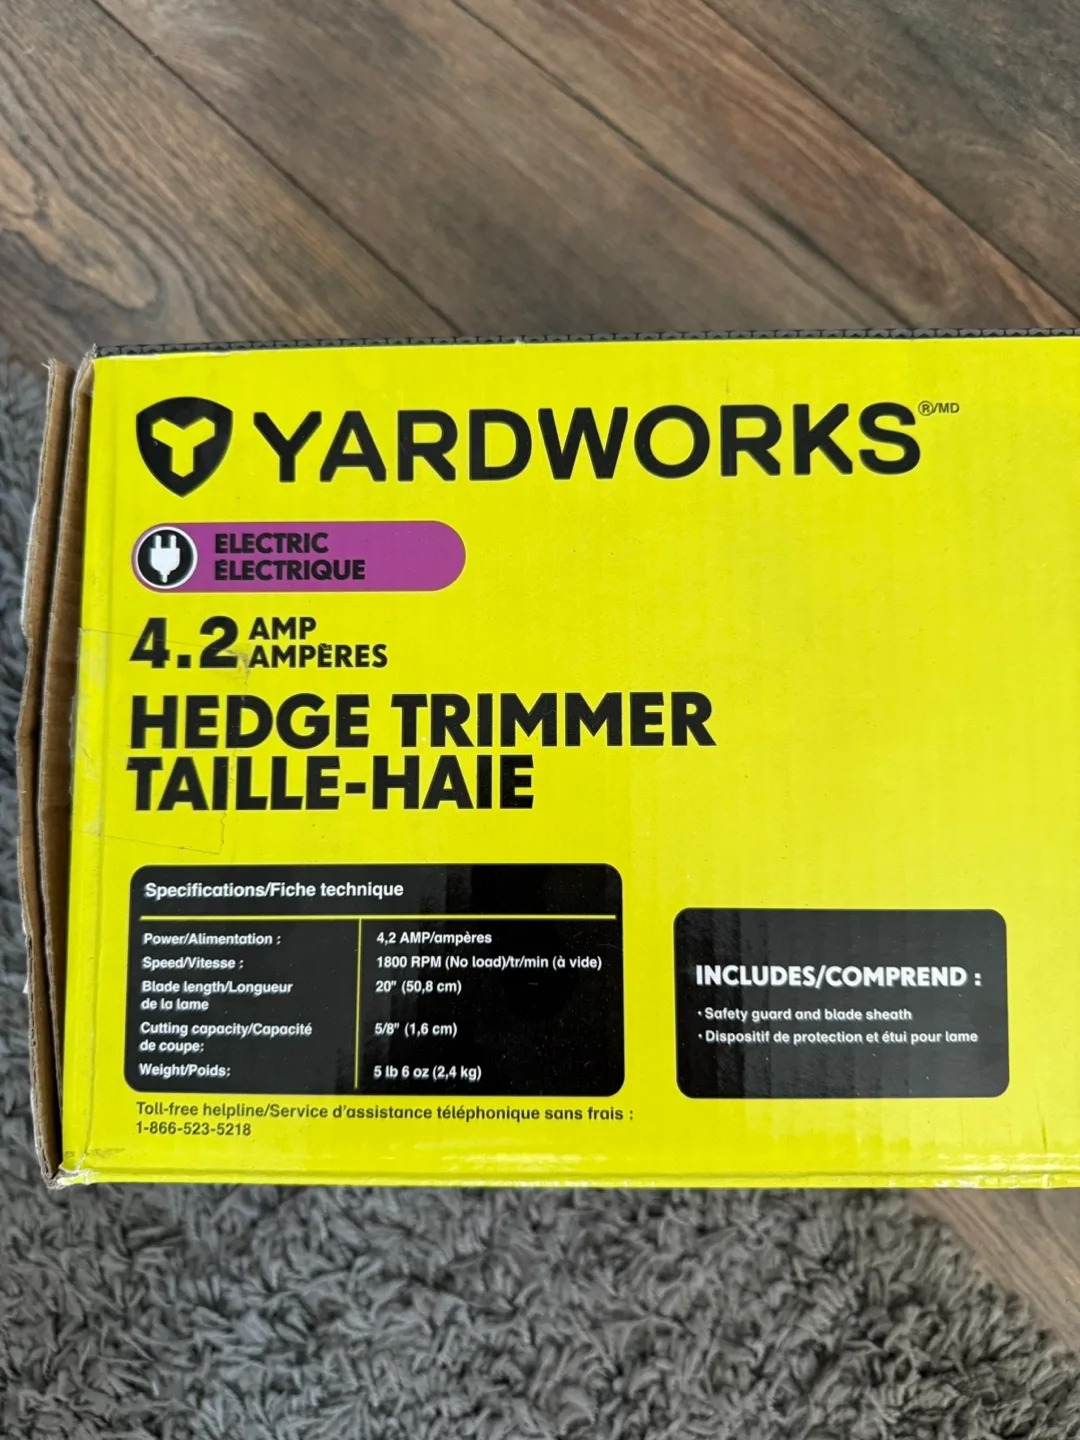 YARDWORKS®/MD
ELECTRIC
ÉLECTRIQUE
4.2 AMP
AMPÈRES
HEDGE TRIMMER
TAILLE-HAIE
Specifications/Fiche technique
Power/Alimentation : 4,2 AMP/ampères
Speed/Vitesse : 1800 RPM (No load)/tr/min (à vide)
Blade length/Longueur 20" (50,8 cm)
de la lame
Cutting capacity/Capacité 5/8" (1,6 cm)
de coupe:
Weight/Poids: 5 lb 6 oz (2,4 kg)
Toll-free helpline/Service d'assistance téléphonique sans frais :
1-866-523-5218
INCLUDES/COMPREND :
• Safety guard and blade sheath
• Dispositif de protection et étui pour lame